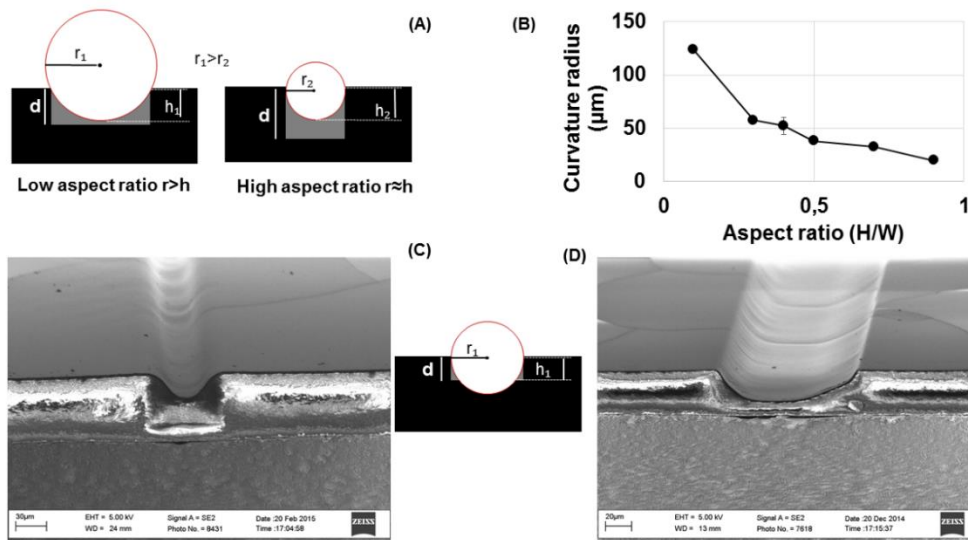 (A)
r₁
r₁>r₂
r₂
d
h₁
d
h₂
Low aspect ratio r>h
High aspect ratio r≈h
(B)
150
100
50
0
0
0,5
1
Curvature radius
(µm)
Aspect ratio (H/W)
(C)
30µm
EHT = 5.00 kV
WD = 24 mm
Signal A = SE2
Photo No. = 8431
Date :20 Feb 2015
Time :17:04:58
ZEISS
r₁
d
h₁
(D)
20µm
EHT = 5.00 kV
WD = 13 mm
Signal A = SE2
Photo No. = 7618
Date :20 Dec 2014
Time :17:15:37
ZEISS